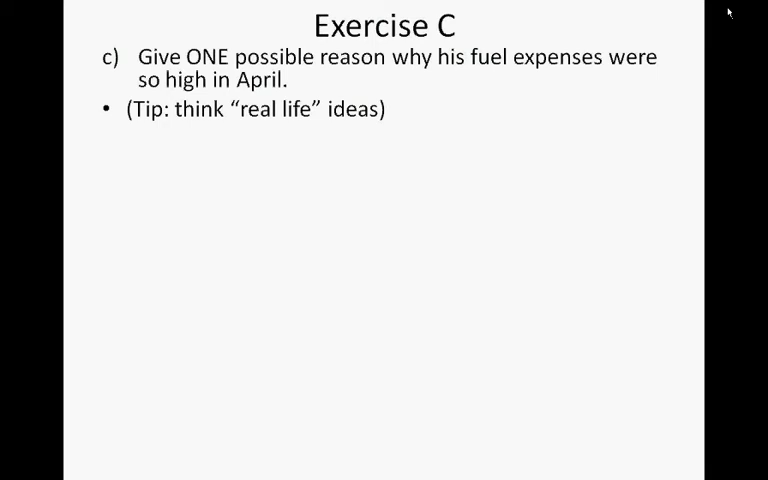 Exercise C
c) Give ONE possible reason why his fuel expenses were
so high in April.
• (Tip: think “real life” ideas)